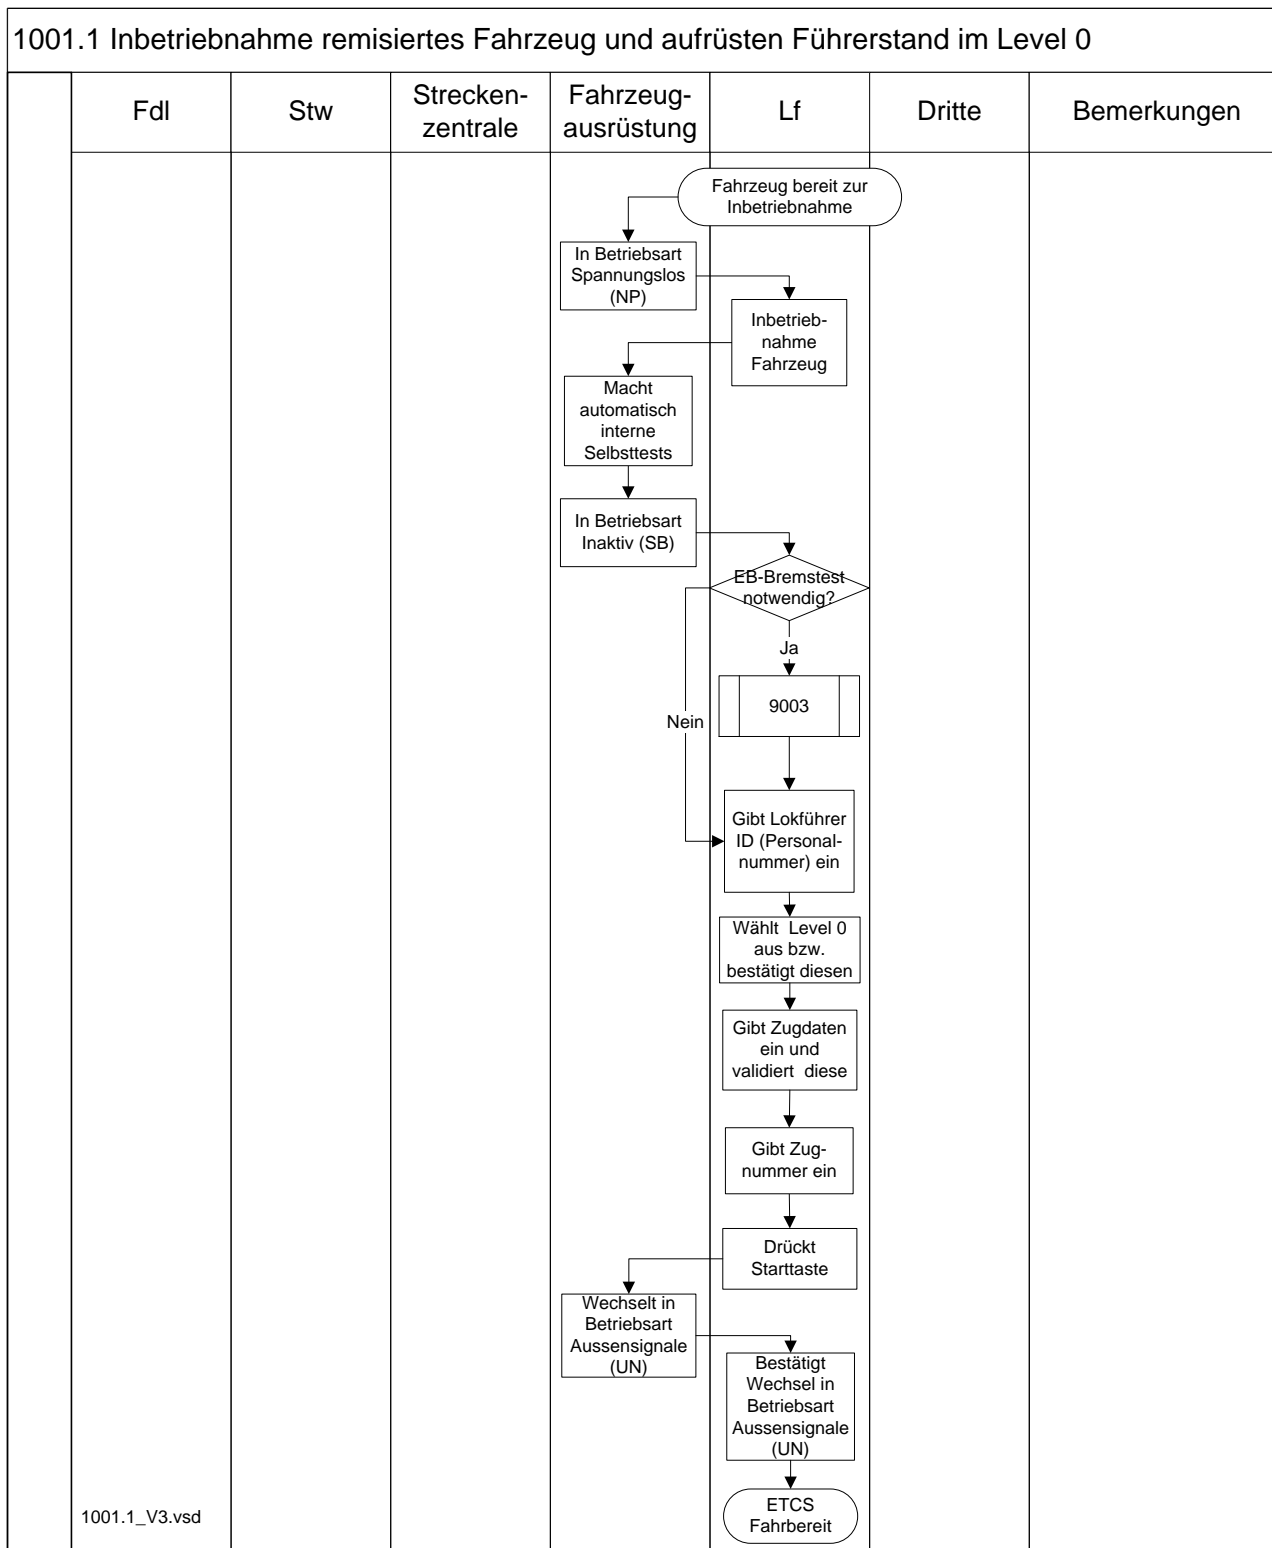 1001.1 Inbetriebnahme remisiertes Fahrzeug und aufrüsten Führerstand im Level 0
Fdl
Stw
Strecken-
zentrale
Fahrzeug-
ausrüstung
Lf
Dritte
Bemerkungen
Fahrzeug bereit zur
Inbetriebnahme
In Betriebsart
Spannungslos
(NP)
Inbetrieb-
nahme
Fahrzeug
Macht
automatisch
interne
Selbsttests
In Betriebsart
Inaktiv (SB)
EB-Bremstest
notwendig?
Ja
9003
Nein
Gibt Lokführer
ID (Personal-
nummer) ein
Wählt Level 0
aus bzw.
bestätigt diesen
Gibt Zugdaten
ein und
validiert diese
Gibt Zug-
nummer ein
Drückt
Starttaste
Wechselt in
Betriebsart
Aussensignale
(UN)
Bestätigt
Wechsel in
Betriebsart
Aussensignale
(UN)
ETCS
Fahrbereit
1001.1_V3.vsd